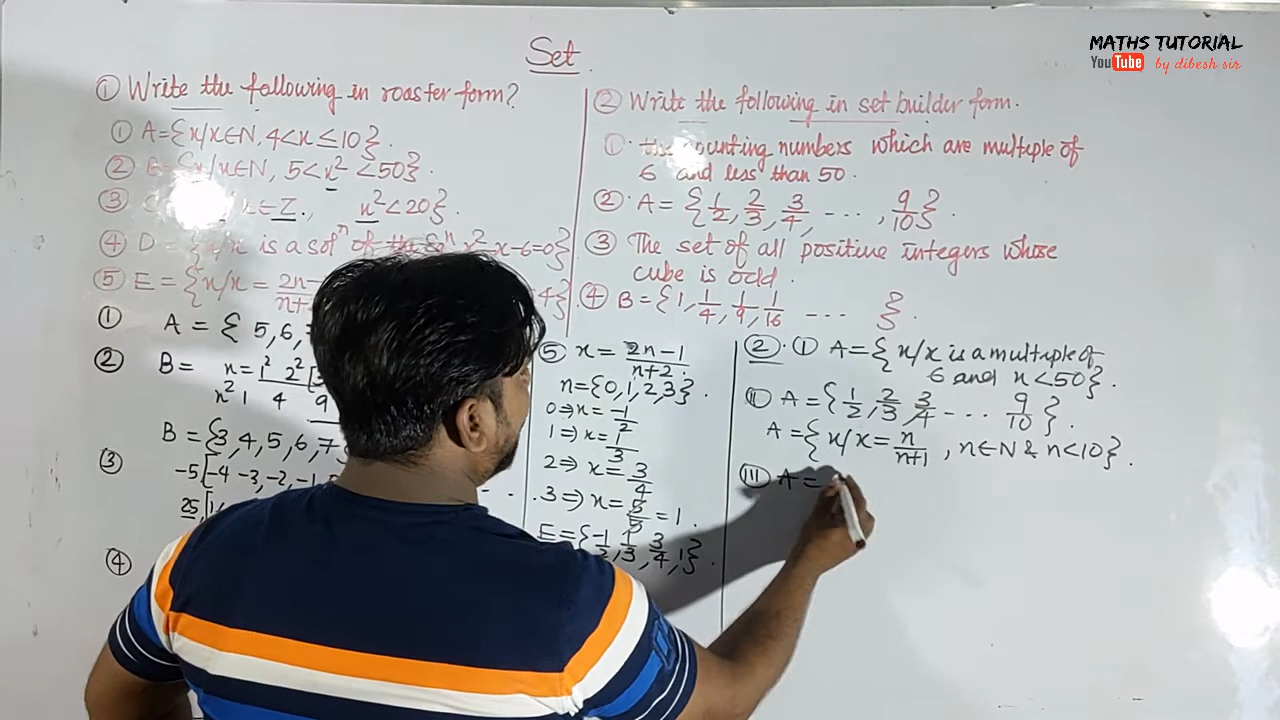 Set
MATHS TUTORIAL
YouTube by dibesh sir
① Write the following in roaster form?
① A={x/x∈N, 4<x≤10}.
② /x∈N, 5<x² <50}.
③ x∈Z, x²<20}.
④ D = {x/x is a solⁿ of the Eqⁿ x²-x-6=0}
⑤ E = {x/x = 2n-
n+ 4}
① A = { 5,6,
② B= n=1² 2²
x² 1 4 9
B={3,4,5,6,7
③ -5[-4 -3,-2,-1,
25,
④
② Write the following in set builder form.
①. the counting numbers which are multiple of
6 and less than 50.
②. A = {1/2, 2/3, 3/4, ---, 9/10}.
③ The set of all positive integers whose
cube is odd.
④ B={1, 1/4, 1/9, 1/16 --- }.
⑤ x= 2n-1/n+2.
n={0,1,2,3}.
0⇒x= -1/2
1⇒x= 1/3
2⇒ x= 3/4
3⇒ x= 5/5 = 1.
E={-1/2, 1/3, 3/4, 1}.
②. ① A={x/x is a multiple of
6 and x<50}.
ⅱ A={1/2, 2/3, 3/4 --- 9/10}.
A={x/x= n/n+1, n∈N & n<10}.
ⅲ A=